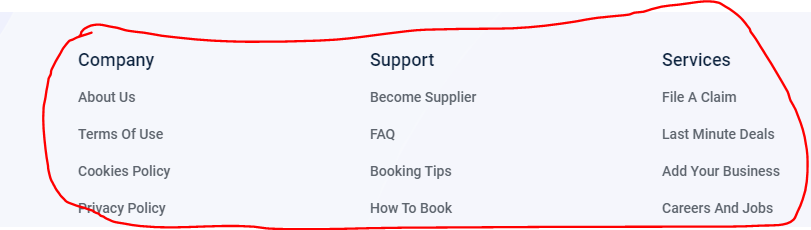 Company
About Us
Terms Of Use
Cookies Policy
Privacy Policy
Support
Become Supplier
FAQ
Booking Tips
How To Book
Services
File A Claim
Last Minute Deals
Add Your Business
Careers And Jobs